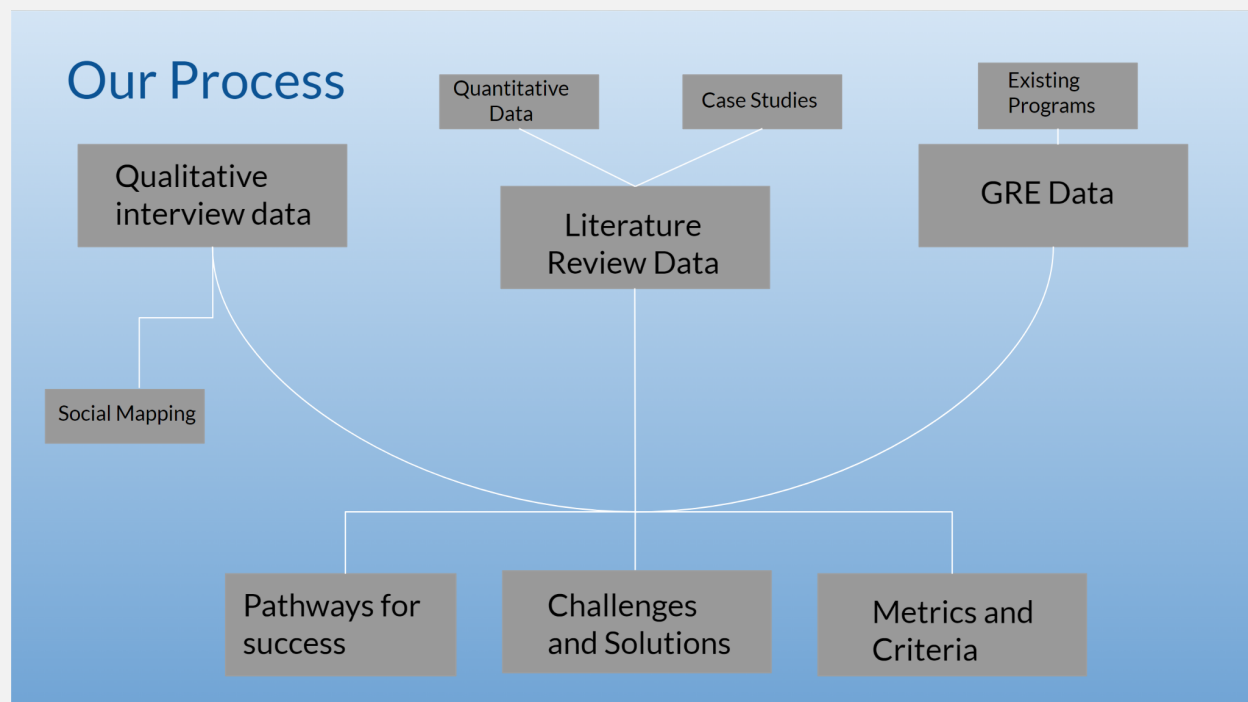 Our Process
Quantitative
Data
Case Studies
Existing
Programs
Qualitative
interview data
Literature
Review Data
GRE Data
Social Mapping
Pathways for
success
Challenges
and Solutions
Metrics and
Criteria